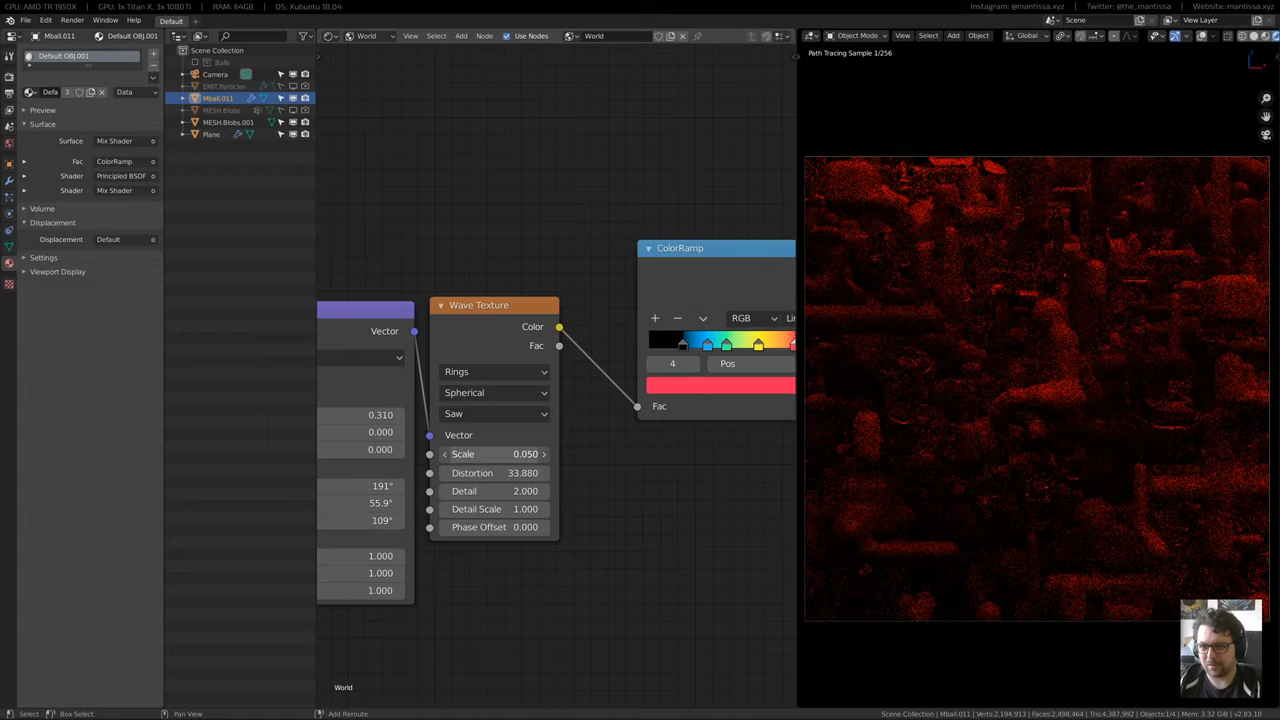 CPU: AMD TR 1950X GPU: 1x Titan X, 3x 1080Ti RAM: 64GB OS: Xubuntu 18.04 Instagram: @mantissa.xyz Twitter: @the_mantissa Website: mantissa.xyz
File Edit Render Window Help Default Scene View Layer
Mball.011 Default OBJ.001 World View Select Add Node Use Nodes World Object Mode View Select Add Object Global
Default OBJ.001
Defa 3 Data
Preview
Surface
Surface Mix Shader
Fac ColorRamp
Shader Principled BSDF
Shader Mix Shader
Volume
Displacement
Displacement Default
Settings
Viewport Display
Scene Collection
Balls
Camera
EMIT.Particles
Mball.011
MESH.Blobs
MESH.Blobs.001
Plane
Vector
0.310
0.000
0.000
191°
55.9°
109°
1.000
1.000
1.000
Wave Texture
Color
Fac
Rings
Spherical
Saw
Vector
Scale 0.050
Distortion 33.880
Detail 2.000
Detail Scale 1.000
Phase Offset 0.000
ColorRamp
RGB Lin
4 Pos
Fac
World
Path Tracing Sample 1/256
Select Box Select Pan View Add Reroute Scene Collection | Mball.011 | Verts:2,194,913 | Faces:2,498,464 | Tris:4,387,992 | Objects:1/4 | Mem: 3.32 GiB | v2.83.10